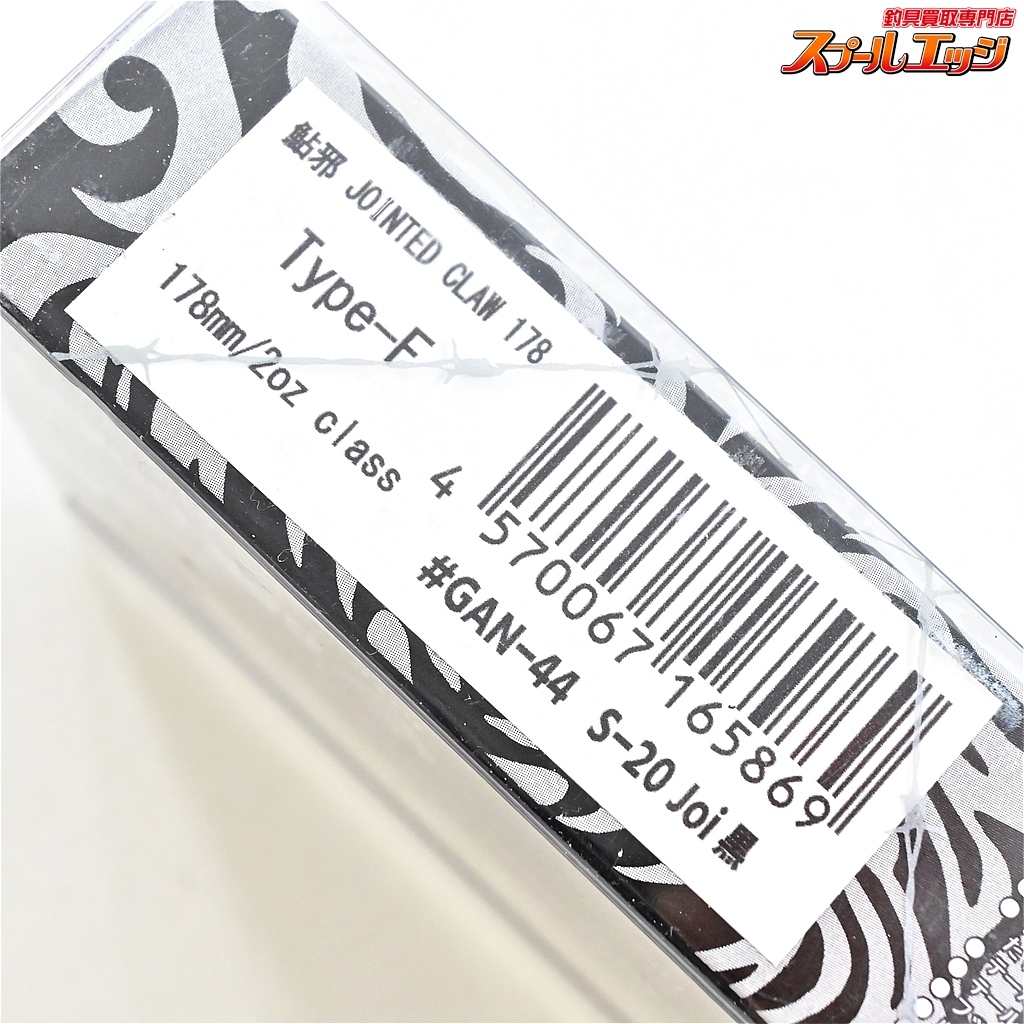 釣具買取専門店
スプールエッジ
鮎邪 JOINTED CLAW 178
Type-F
178mm/2oz class
4 570067 165869
#GAN-44 S-20 Joi黒